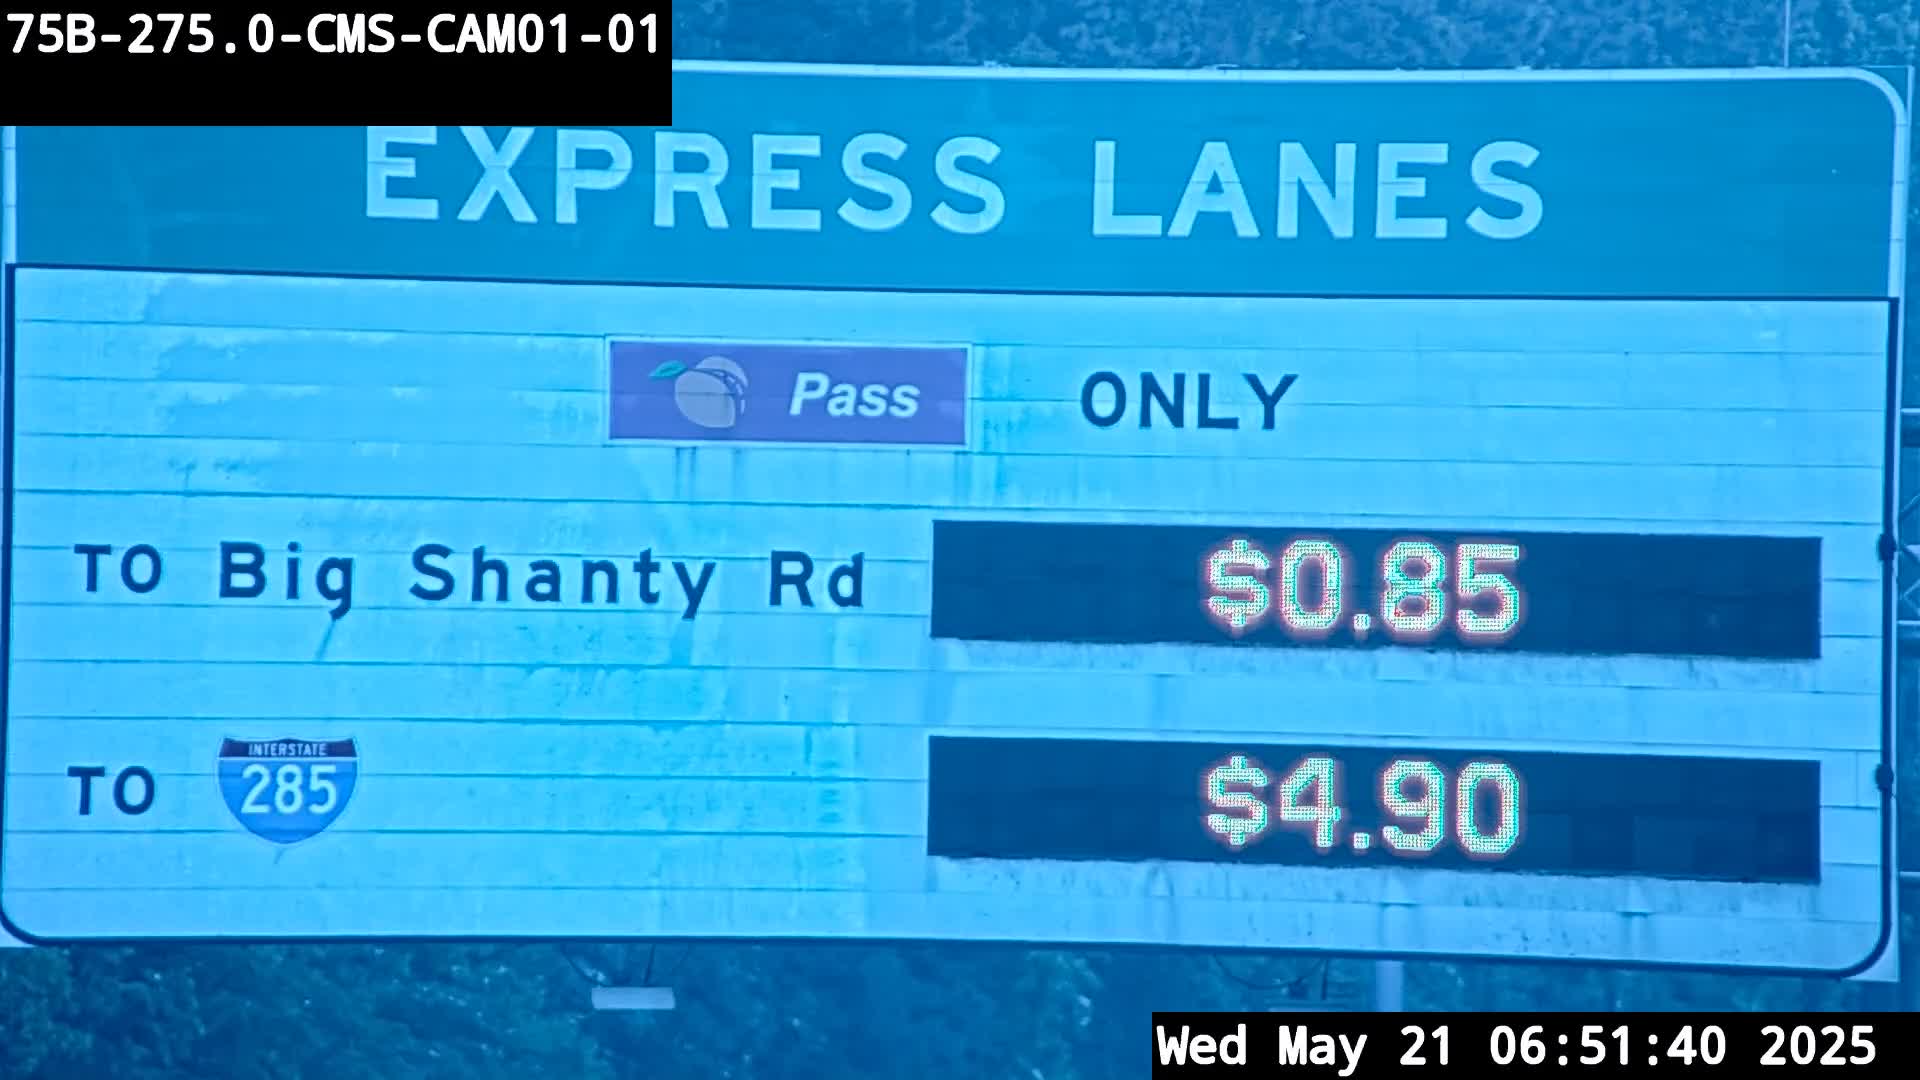 75B-275.0-CMS-CAM01-01
EXPRESS LANES
Pass ONLY
TO Big Shanty Rd $0.85
TO INTERSTATE 285 $4.90
Wed May 21 06:51:40 2025